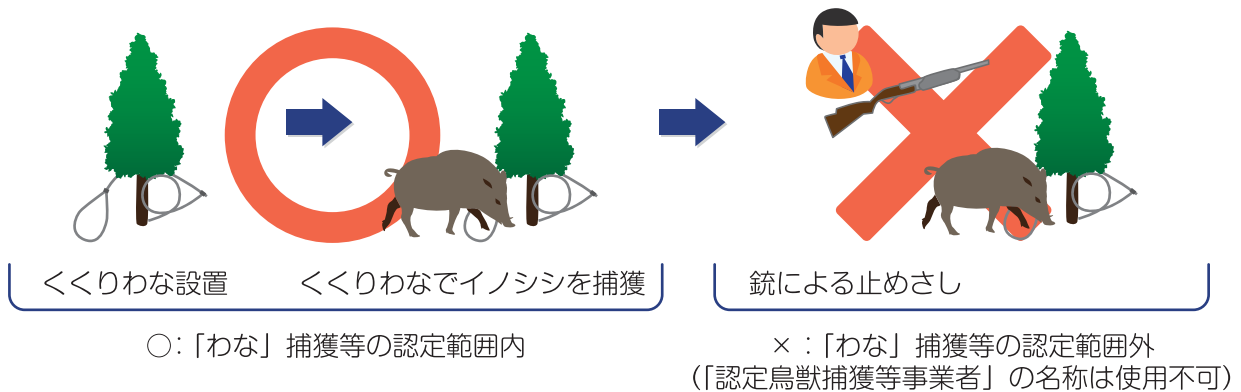 くくりわな設置
くくりわなでイノシシを捕獲
銃による止めさし
○：「わな」捕獲等の認定範囲内
×：「わな」捕獲等の認定範囲外
（「認定鳥獣捕獲等事業者」の名称は使用不可）